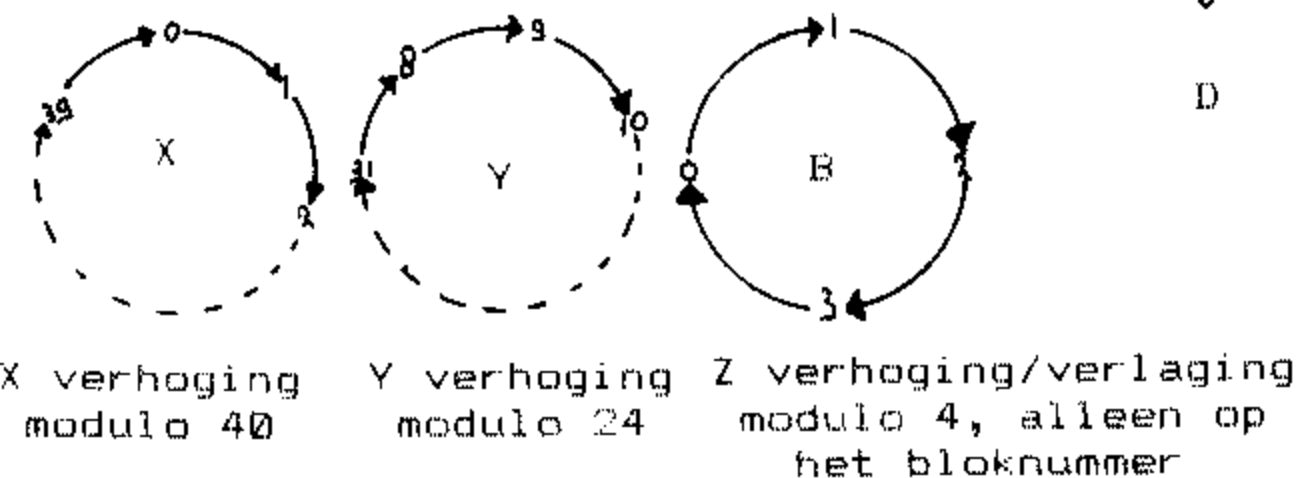 0
1
2
39
X
8
9
10
31
Y
0
1
2
3
B
D
X verhoging
modulo 40
Y verhoging
modulo 24
Z verhoging/verlaging
modulo 4, alleen op
het bloknummer